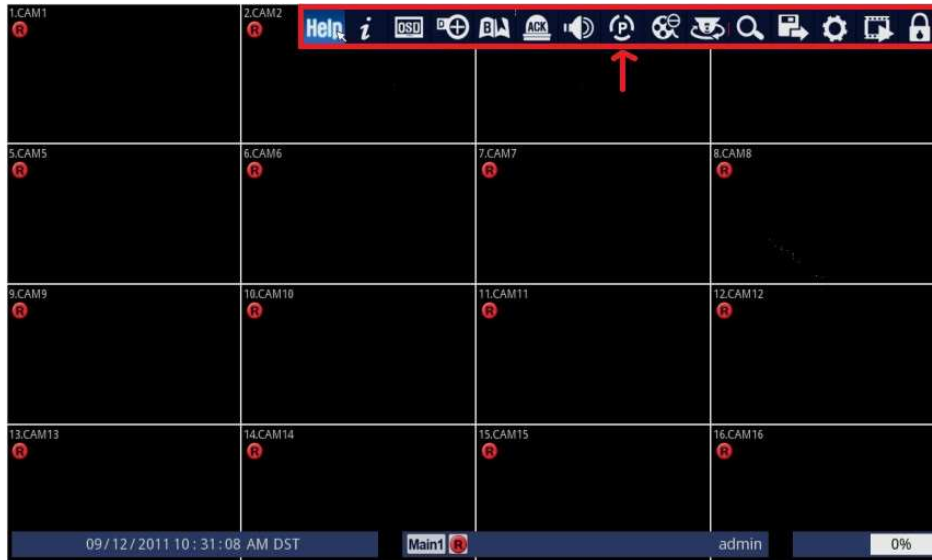 1.CAM1
2.CAM2
Help i OSD D B ACK P
R R
5.CAM5 6.CAM6 7.CAM7 8.CAM8
R R R R
9.CAM9 10.CAM10 11.CAM11 12.CAM12
R R R R
13.CAM13 14.CAM14 15.CAM15 16.CAM16
R R R R
09/12/2011 10:31:08 AM DST Main1 R admin 0%